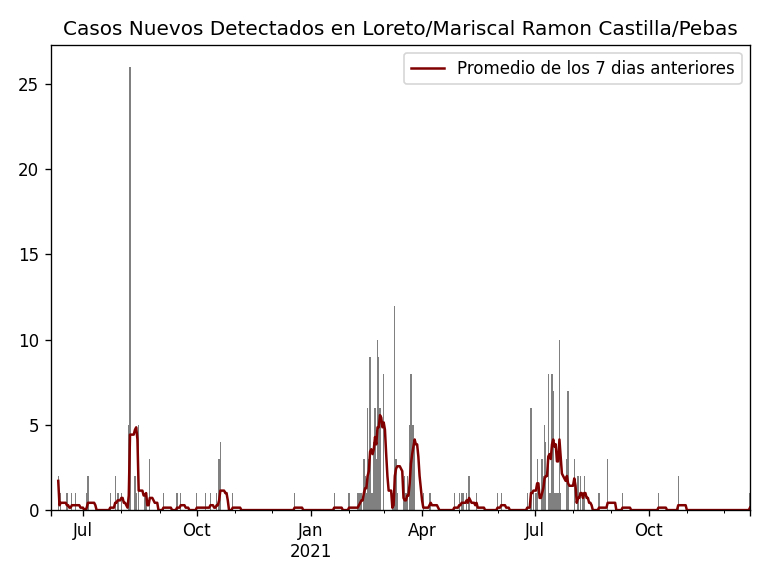 Casos Nuevos Detectados en Loreto/Mariscal Ramon Castilla/Pebas
Promedio de los 7 dias anteriores
25
20
15
10
5
0
Jul
Oct
Jan
2021
Apr
Jul
Oct